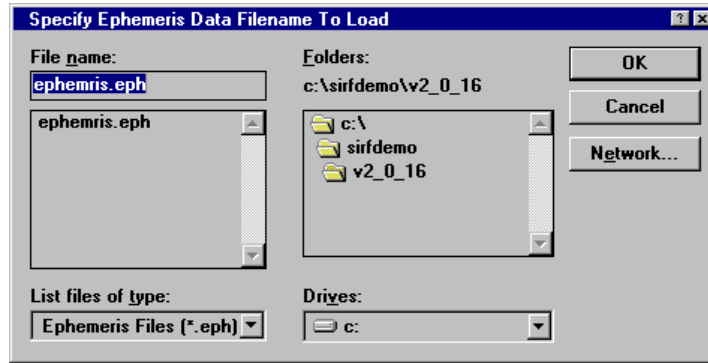 Specify Ephemeris Data Filename To Load
File name:
ephemris.eph
ephemris.eph
List files of type:
Ephemeris Files (*.eph)
Folders:
c:\sirfdemo\v2_0_16
c:\
sirfdemo
v2_0_16
Drives:
c:
OK
Cancel
Network...